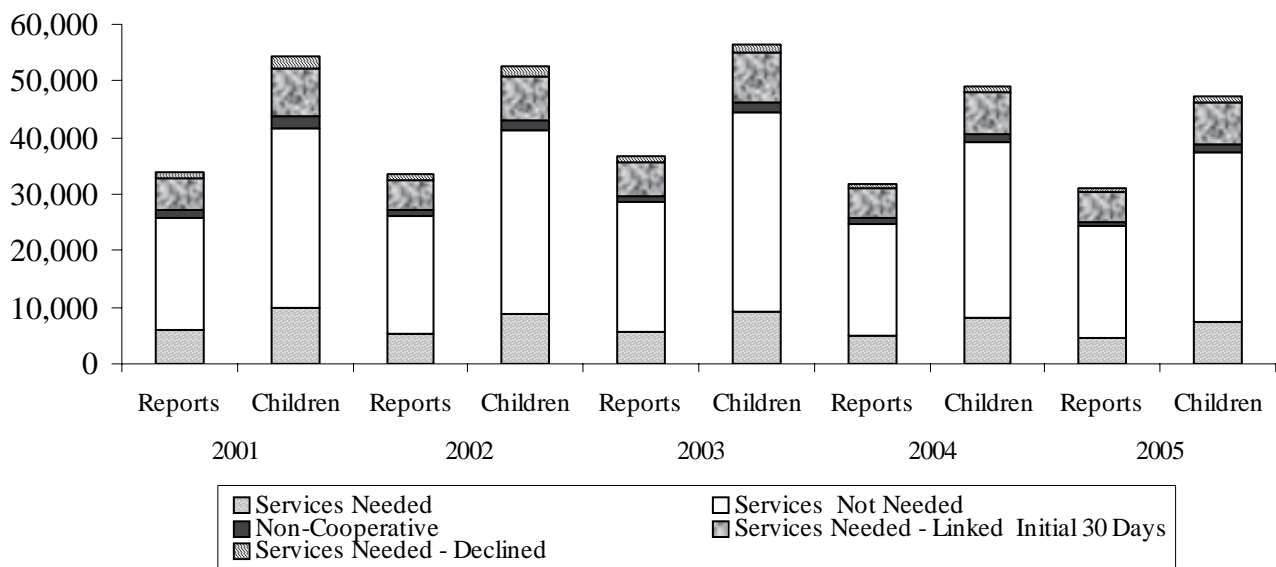 60,000
50,000
40,000
30,000
20,000
10,000
0
Reports Children Reports Children Reports Children Reports Children Reports Children
2001 2002 2003 2004 2005
Services Needed Services Not Needed
Non-Cooperative Services Needed - Linked Initial 30 Days
Services Needed - Declined